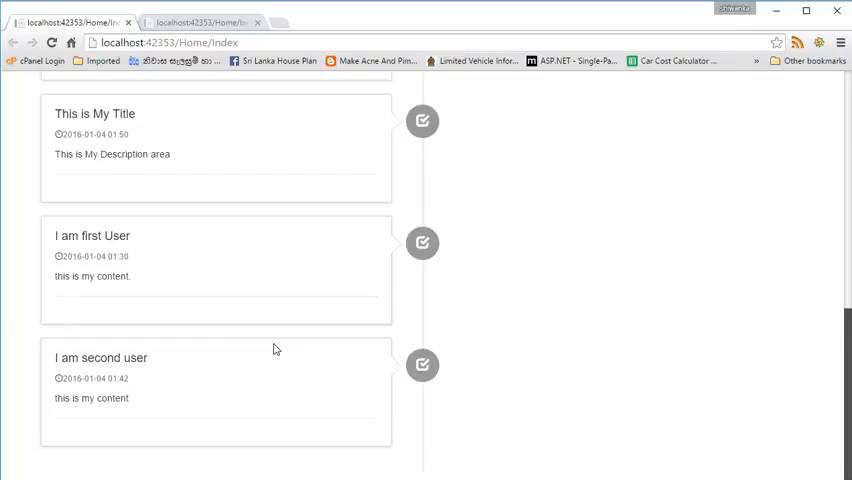 shiwanka
localhost:42353/Home/Inc
localhost:42353/Home/In
localhost:42353/Home/Index
cPanel Login
Imported
නිවාස සැලසුම් හා ...
Sri Lanka House Plan
Make Acne And Pim...
Limited Vehicle Infor...
ASP.NET - Single-Pa...
Car Cost Calculator ...
»
Other bookmarks
This is My Title
2016-01-04 01:50
This is My Description area
I am first User
2016-01-04 01:30
this is my content.
I am second user
2016-01-04 01:42
this is my content